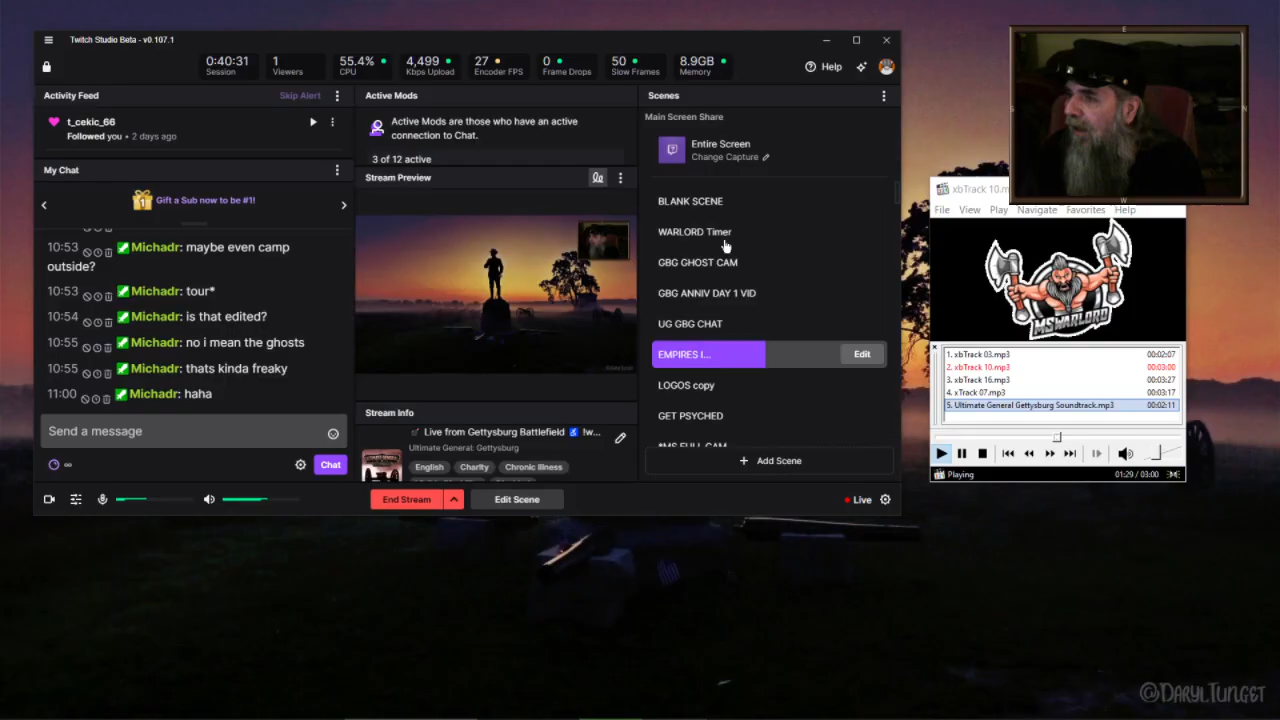 Twitch Studio Beta - v0.107.1
0:40:31
Session
1
Viewers
55.4%
CPU
4,499
Kbps Upload
27
Encoder FPS
0
Frame Drops
50
Slow Frames
8.9GB
Memory
Help
Activity Feed
Skip Alert
t_cekic_66
Followed you • 2 days ago
My Chat
Gift a Sub now to be #1!
10:53 Michadr: maybe even camp
outside?
10:53 Michadr: tour*
10:54 Michadr: is that edited?
10:55 Michadr: no i mean the ghosts
10:55 Michadr: thats kinda freaky
11:00 Michadr: haha
Send a message
Chat
Active Mods
Active Mods are those who have an active
connection to Chat.
3 of 12 active
Stream Preview
Stream Info
Live from Gettysburg Battlefield
Ultimate General: Gettysburg
English
Charity
Chronic Illness
End Stream
Edit Scene
Live
Scenes
Main Screen Share
Entire Screen
Change Capture
BLANK SCENE
WARLORD Timer
GBG GHOST CAM
GBG ANNIV DAY 1 VID
UG GBG CHAT
EMPIRES I...
Edit
LOGOS copy
GET PSYCHED
*MS FULL CAM
+ Add Scene
xbTrack 10.m
File View Play Navigate Favorites Help
MSWARLORD
1. xbTrack 03.mp3 00:02:07
2. xbTrack 10.mp3 00:03:00
3. xbTrack 16.mp3 00:03:27
4. xTrack 07.mp3 00:03:17
5. Ultimate General Gettysburg Soundtrack.mp3 00:02:11
Playing
01:29 / 03:00
@DarylTunget